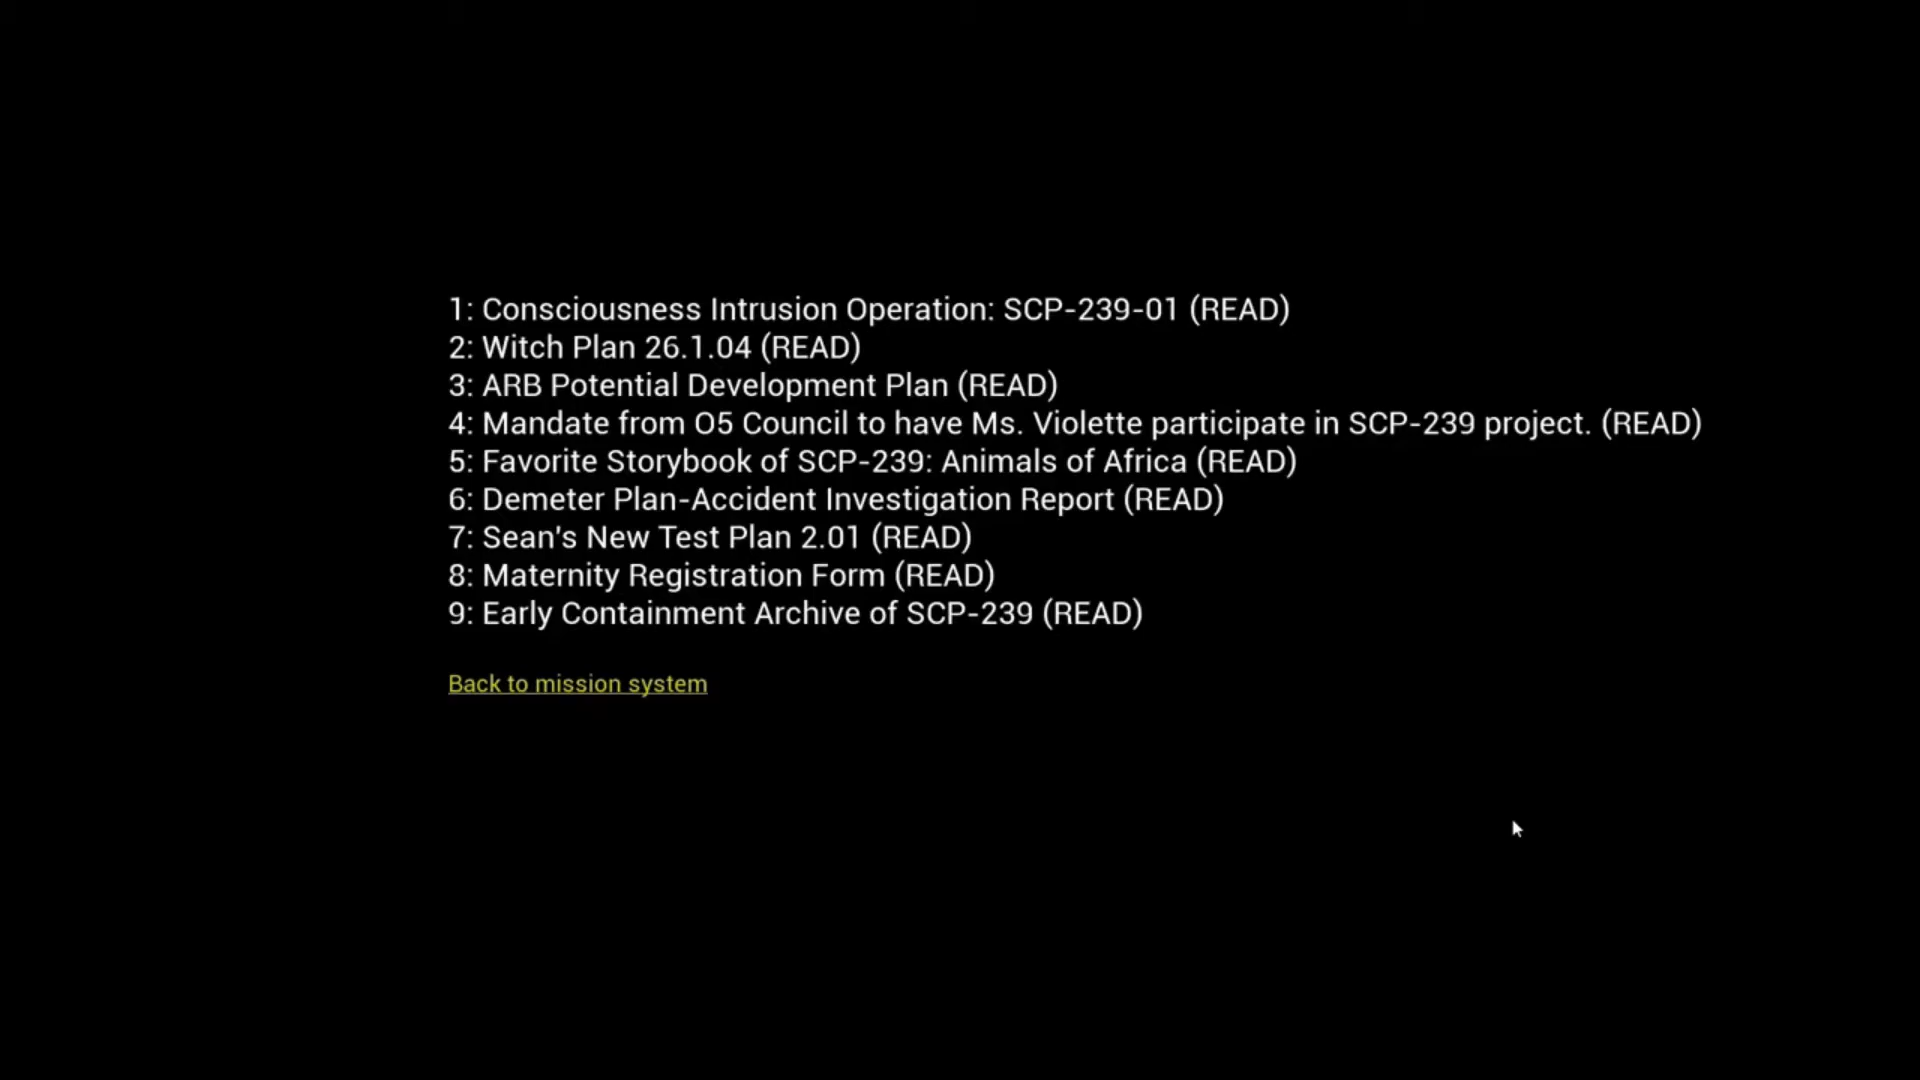 1: Consciousness Intrusion Operation: SCP-239-01 (READ)
2: Witch Plan 26.1.04 (READ)
3: ARB Potential Development Plan (READ)
4: Mandate from O5 Council to have Ms. Violette participate in SCP-239 project. (READ)
5: Favorite Storybook of SCP-239: Animals of Africa (READ)
6: Demeter Plan-Accident Investigation Report (READ)
7: Sean's New Test Plan 2.01 (READ)
8: Maternity Registration Form (READ)
9: Early Containment Archive of SCP-239 (READ)
Back to mission system